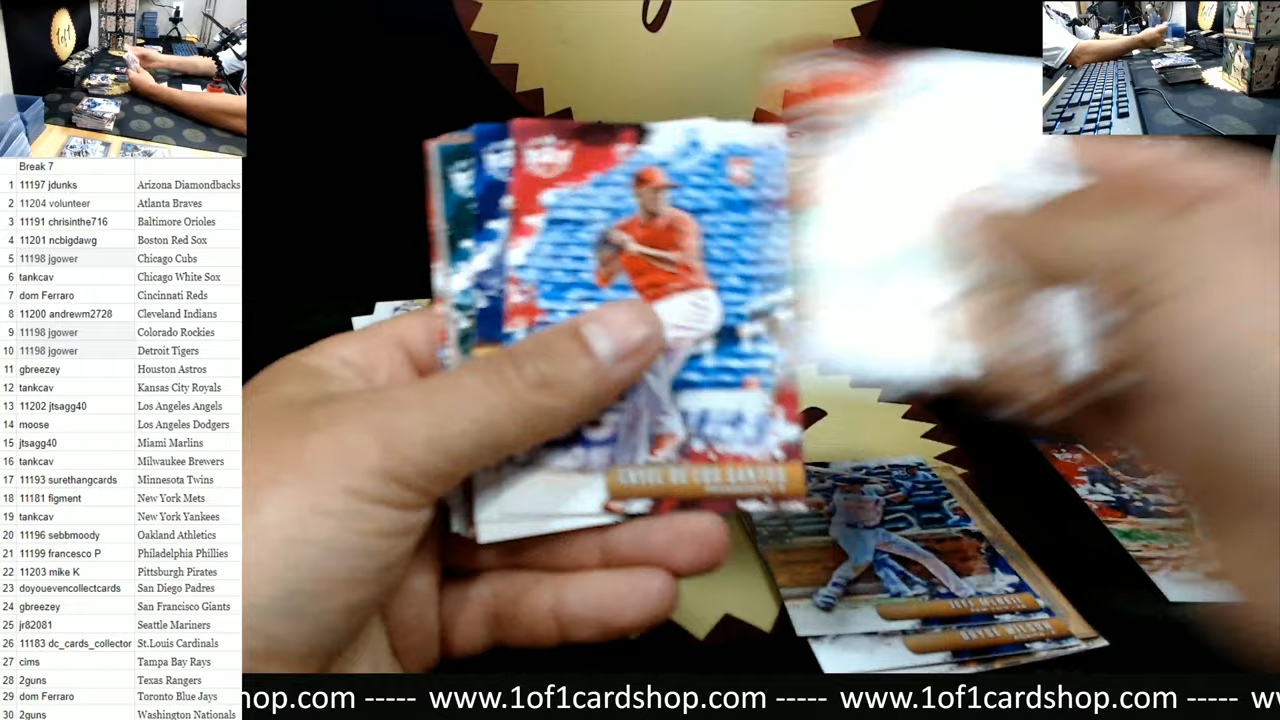 Break 7
1 11197 jdunks Arizona Diamondbacks
2 11204 volunteer Atlanta Braves
3 11191 chrisinthe716 Baltimore Orioles
4 11201 ncbigdawg Boston Red Sox
5 11198 jgower Chicago Cubs
6 tankcav Chicago White Sox
7 dom Ferraro Cincinnati Reds
8 11200 andrewm2728 Cleveland Indians
9 11198 jgower Colorado Rockies
10 11198 jgower Detroit Tigers
11 gbreezey Houston Astros
12 tankcav Kansas City Royals
13 11202 jtsagg40 Los Angeles Angels
14 moose Los Angeles Dodgers
15 jtsagg40 Miami Marlins
16 tankcav Milwaukee Brewers
17 11193 surethangcards Minnesota Twins
18 11181 figment New York Mets
19 tankcav New York Yankees
20 11196 sebbmoody Oakland Athletics
21 11199 francesco P Philadelphia Phillies
22 11203 mike K Pittsburgh Pirates
23 doyouevencollectcards San Diego Padres
24 gbreezey San Francisco Giants
25 jr82081 Seattle Mariners
26 11183 dc_cards_collector St.Louis Cardinals
27 cims Tampa Bay Rays
28 2guns Texas Rangers
29 dom Ferraro Toronto Blue Jays
30 2guns Washington Nationals
JEFF MCNEIL
hop.com ----- www.1of1cardshop.com ----- www.1of1cardshop.com ----- w